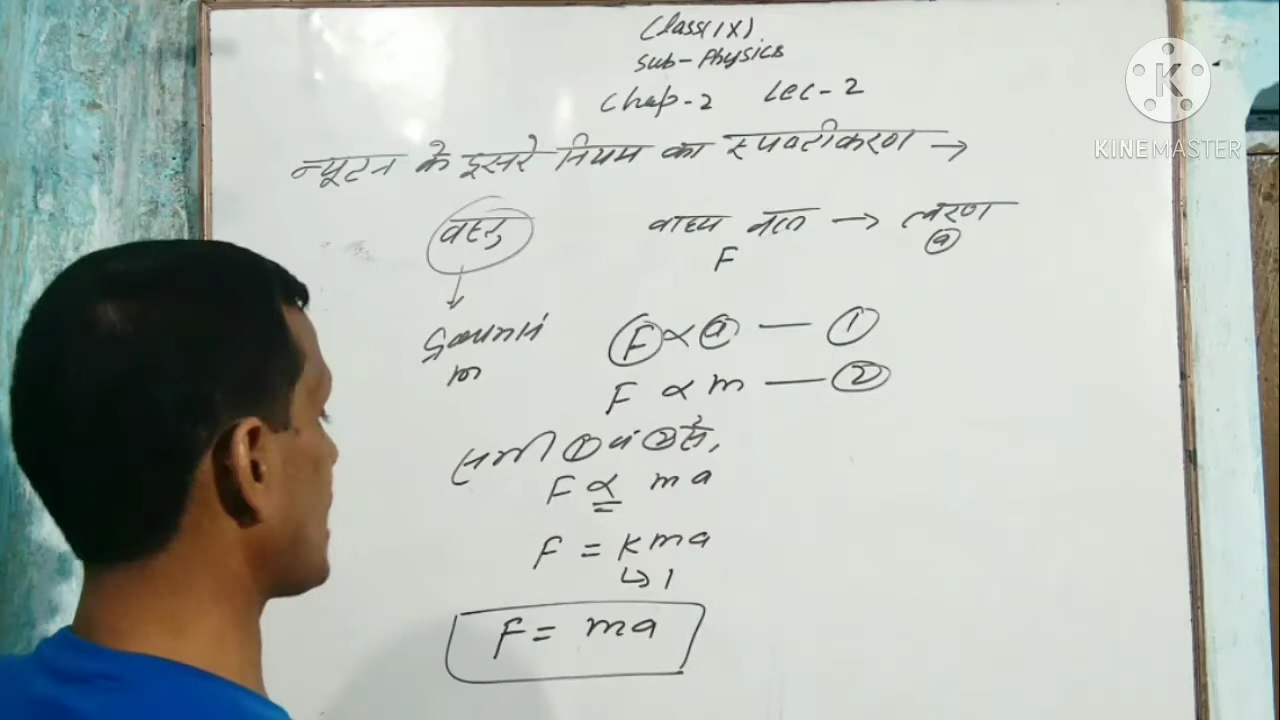 Class(IX)
Sub-Physics
Chap-2 Lec-2
K
KINEMASTER
न्यूटन के दूसरे नियम का स्पष्टीकरण →
वस्तु
बाह्य बल → त्वरण
F a
द्रव्यमान
m
F ∝ a — 1
F ∝ m — 2
समी 1 व 2 से,
F ∝ ma
F = kma
↳ 1
F = ma